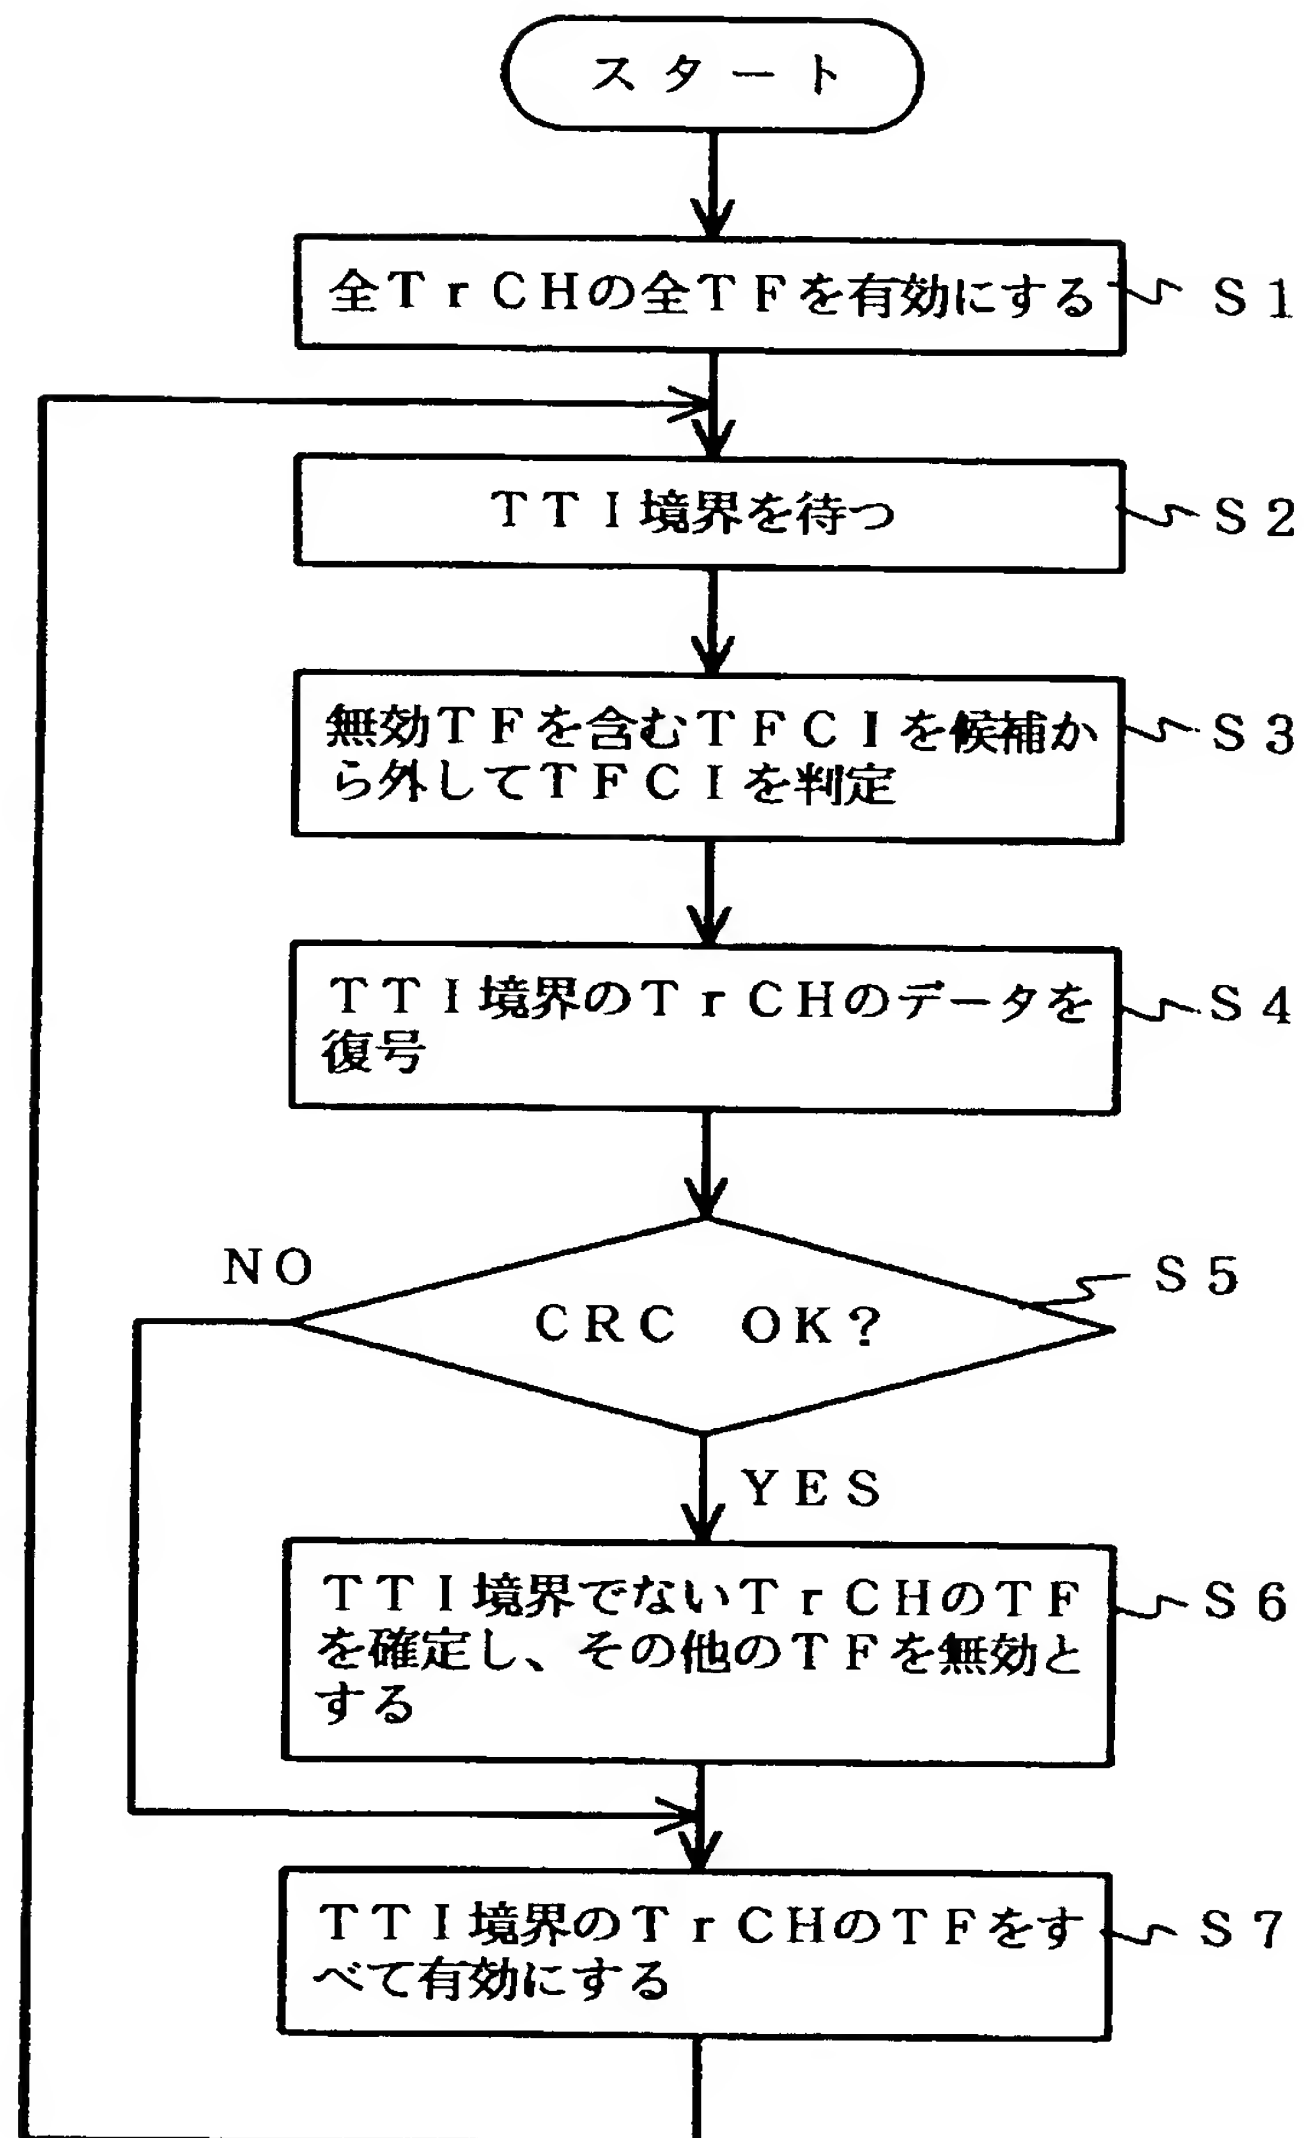 スタート
全TrCHの全TFを有効にする
S1
TTI境界を待つ
S2
無効TFを含むTFCIを候補か
ら外してTFCIを判定
S3
TTI境界のTrCHのデータを
復号
S4
NO
CRC OK?
S5
YES
TTI境界でないTrCHのTF
を確定し、その他のTFを無効と
する
S6
TTI境界のTrCHのTFをす
べて有効にする
S7